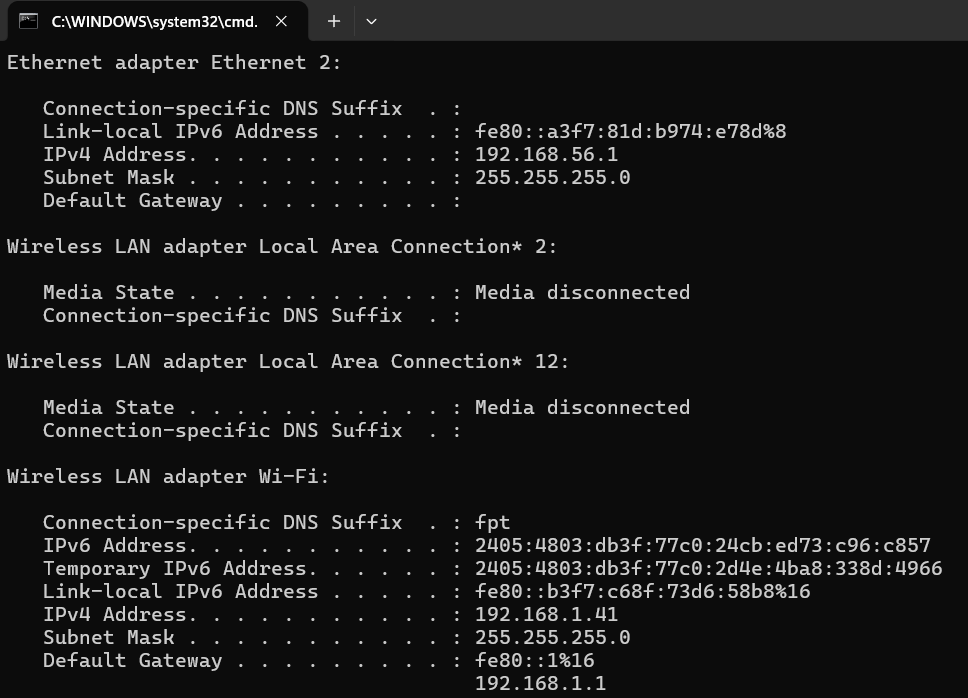 C:\WINDOWS\system32\cmd.
Ethernet adapter Ethernet 2:
Connection-specific DNS Suffix  . :
Link-local IPv6 Address . . . . . : fe80::a3f7:81d:b974:e78d%8
IPv4 Address. . . . . . . . . . . : 192.168.56.1
Subnet Mask . . . . . . . . . . . : 255.255.255.0
Default Gateway . . . . . . . . . :
Wireless LAN adapter Local Area Connection* 2:
Media State . . . . . . . . . . . : Media disconnected
Connection-specific DNS Suffix  . :
Wireless LAN adapter Local Area Connection* 12:
Media State . . . . . . . . . . . : Media disconnected
Connection-specific DNS Suffix  . :
Wireless LAN adapter Wi-Fi:
Connection-specific DNS Suffix  . : fpt
IPv6 Address. . . . . . . . . . . : 2405:4803:db3f:77c0:24cb:ed73:c96:c857
Temporary IPv6 Address. . . . . . : 2405:4803:db3f:77c0:2d4e:4ba8:338d:4966
Link-local IPv6 Address . . . . . : fe80::b3f7:c68f:73d6:58b8%16
IPv4 Address. . . . . . . . . . . : 192.168.1.41
Subnet Mask . . . . . . . . . . . : 255.255.255.0
Default Gateway . . . . . . . . . : fe80::1%16
192.168.1.1